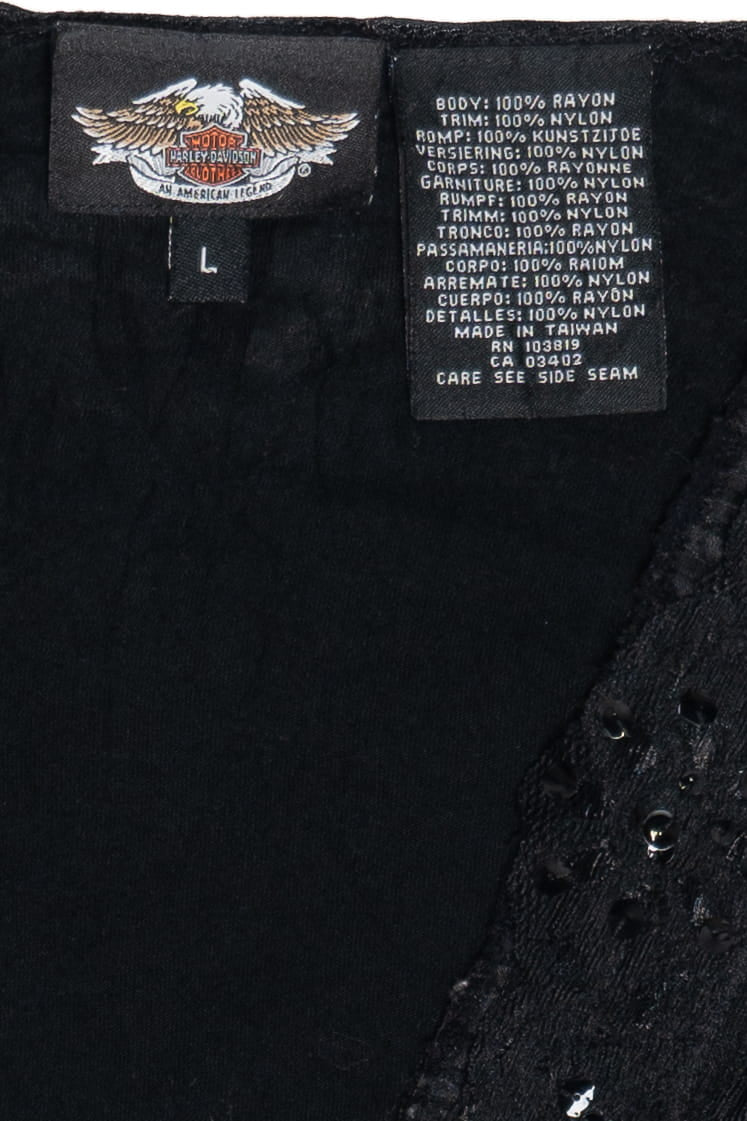 MOTOR
HARLEY-DAVIDSON
CLOTHES
AN AMERICAN LEGEND
L
BODY: 100% RAYON
TRIM: 100% NYLON
ROMP: 100% KUNSTZIJDE
VERSIERING: 100% NYLON
CORPS: 100% RAYONNE
GARNITURE: 100% NYLON
RUMPF: 100% RAYON
TRIMM: 100% NYLON
TRONCO: 100% RAYON
PASSAMANERIA:100%NYLON
CORPO: 100% RAIOM
ARREMATE: 100% NYLON
CUERPO: 100% RAYÓN
DETALLES: 100% NYLON
MADE IN TAIWAN
RN 103819
CA 03402
CARE SEE SIDE SEAM